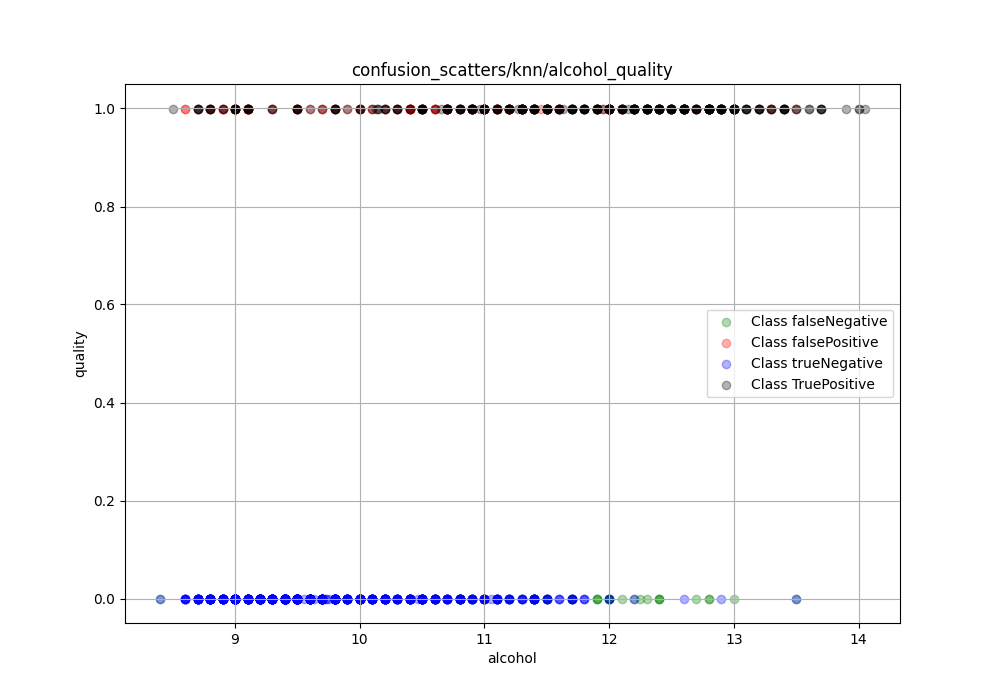 confusion_scatters/knn/alcohol_quality
1.0
0.8
0.6
0.4
0.2
0.0
quality
Class falseNegative
Class falsePositive
Class trueNegative
Class TruePositive
9 10 11 12 13 14
alcohol